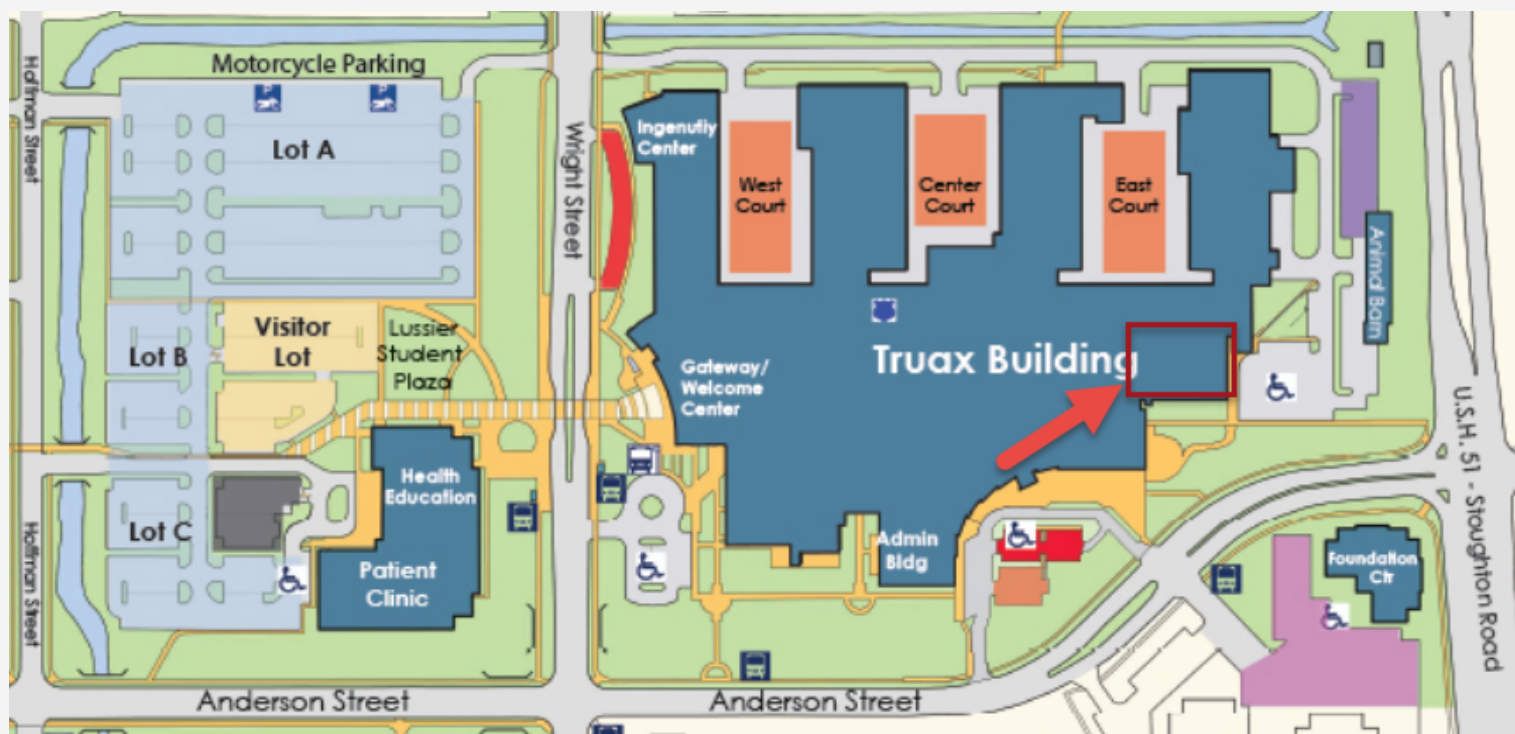 Motorcycle Parking
P
P
Hoffman Street
Lot A
Wright Street
Ingenutiy
Center
West
Court
Center
Court
East
Court
Animal Barn
Visitor
Lot
Lussier
Student
Plaza
Lot B
Gateway/
Welcome
Center
Truax Building
U.S.H. 51 - Stoughton Road
Health
Education
Lot C
Hoffman Street
Patient
Clinic
Admin
Bldg
Foundation
Ctr
Anderson Street
Anderson Street